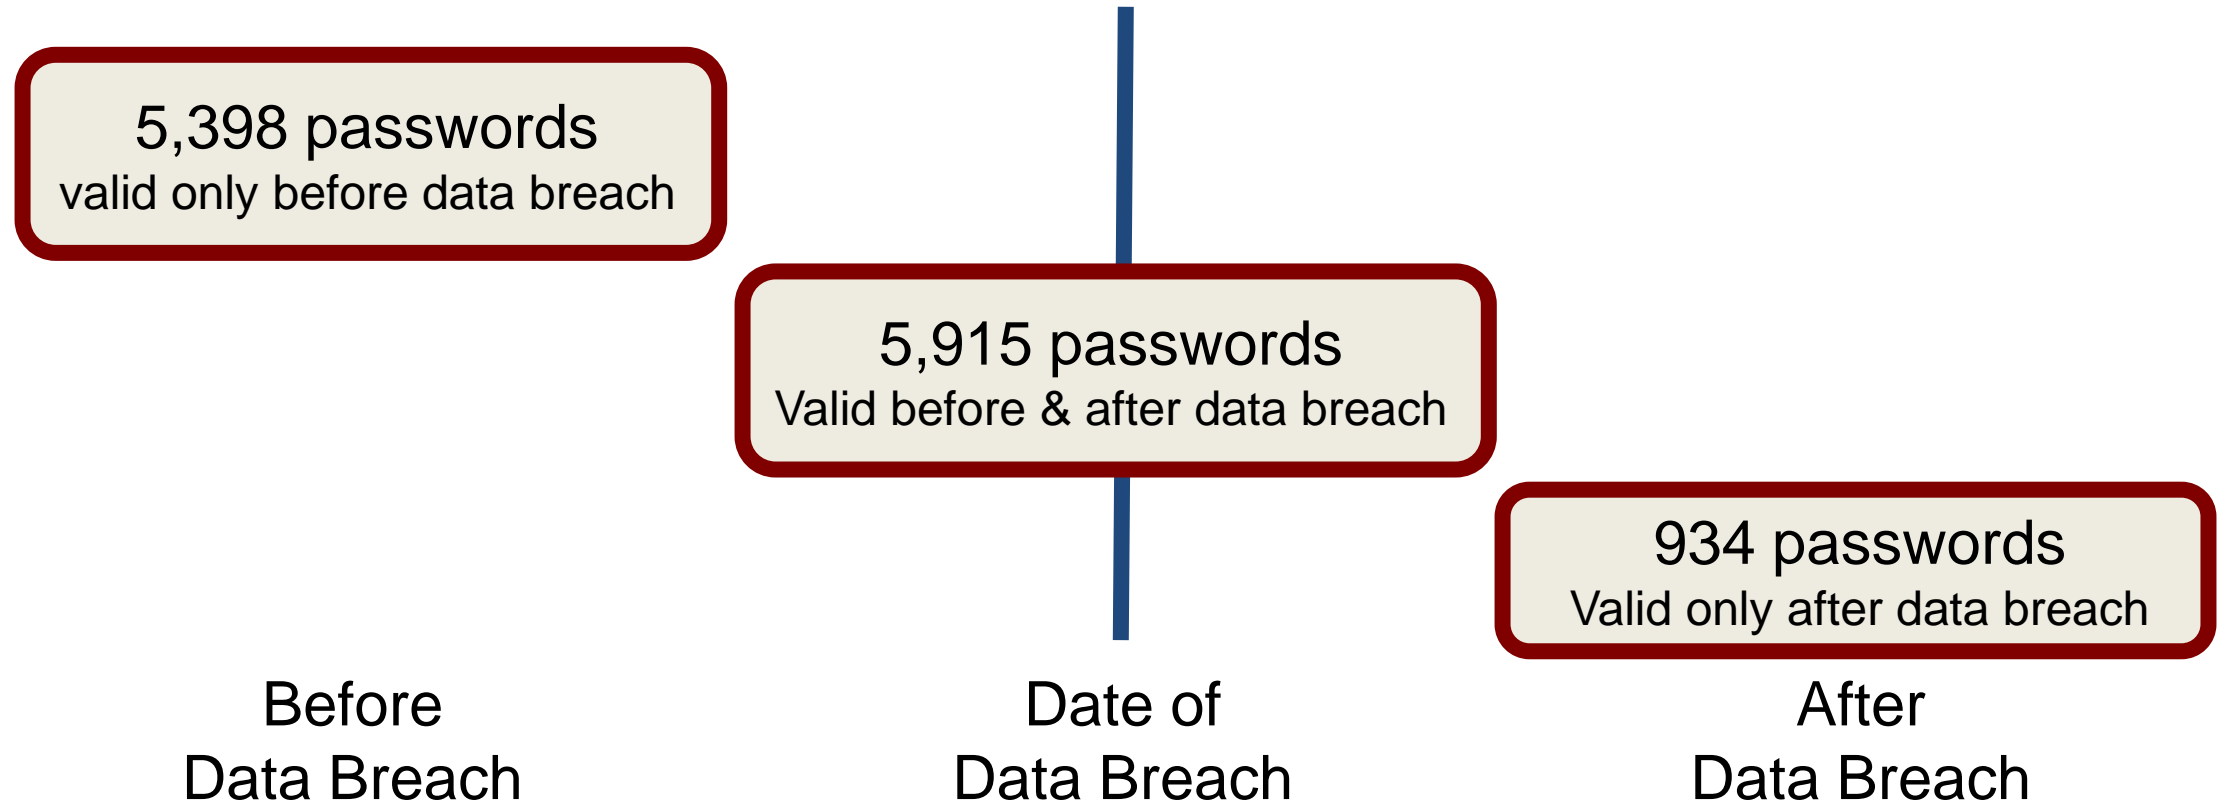 5,398 passwords
valid only before data breach
5,915 passwords
Valid before & after data breach
934 passwords
Valid only after data breach
Before
Data Breach
Date of
Data Breach
After
Data Breach